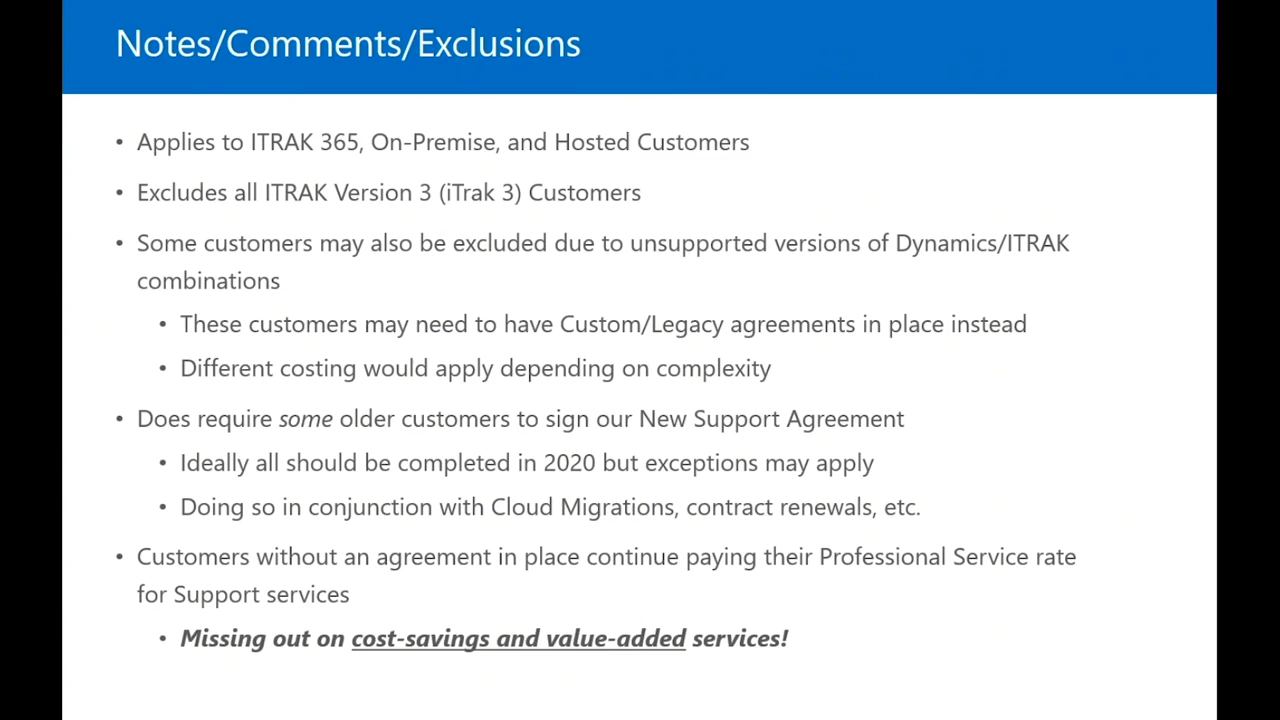 Notes/Comments/Exclusions
• Applies to ITRAK 365, On-Premise, and Hosted Customers
• Excludes all ITRAK Version 3 (iTrak 3) Customers
• Some customers may also be excluded due to unsupported versions of Dynamics/ITRAK
combinations
• These customers may need to have Custom/Legacy agreements in place instead
• Different costing would apply depending on complexity
• Does require some older customers to sign our New Support Agreement
• Ideally all should be completed in 2020 but exceptions may apply
• Doing so in conjunction with Cloud Migrations, contract renewals, etc.
• Customers without an agreement in place continue paying their Professional Service rate
for Support services
• Missing out on cost-savings and value-added services!